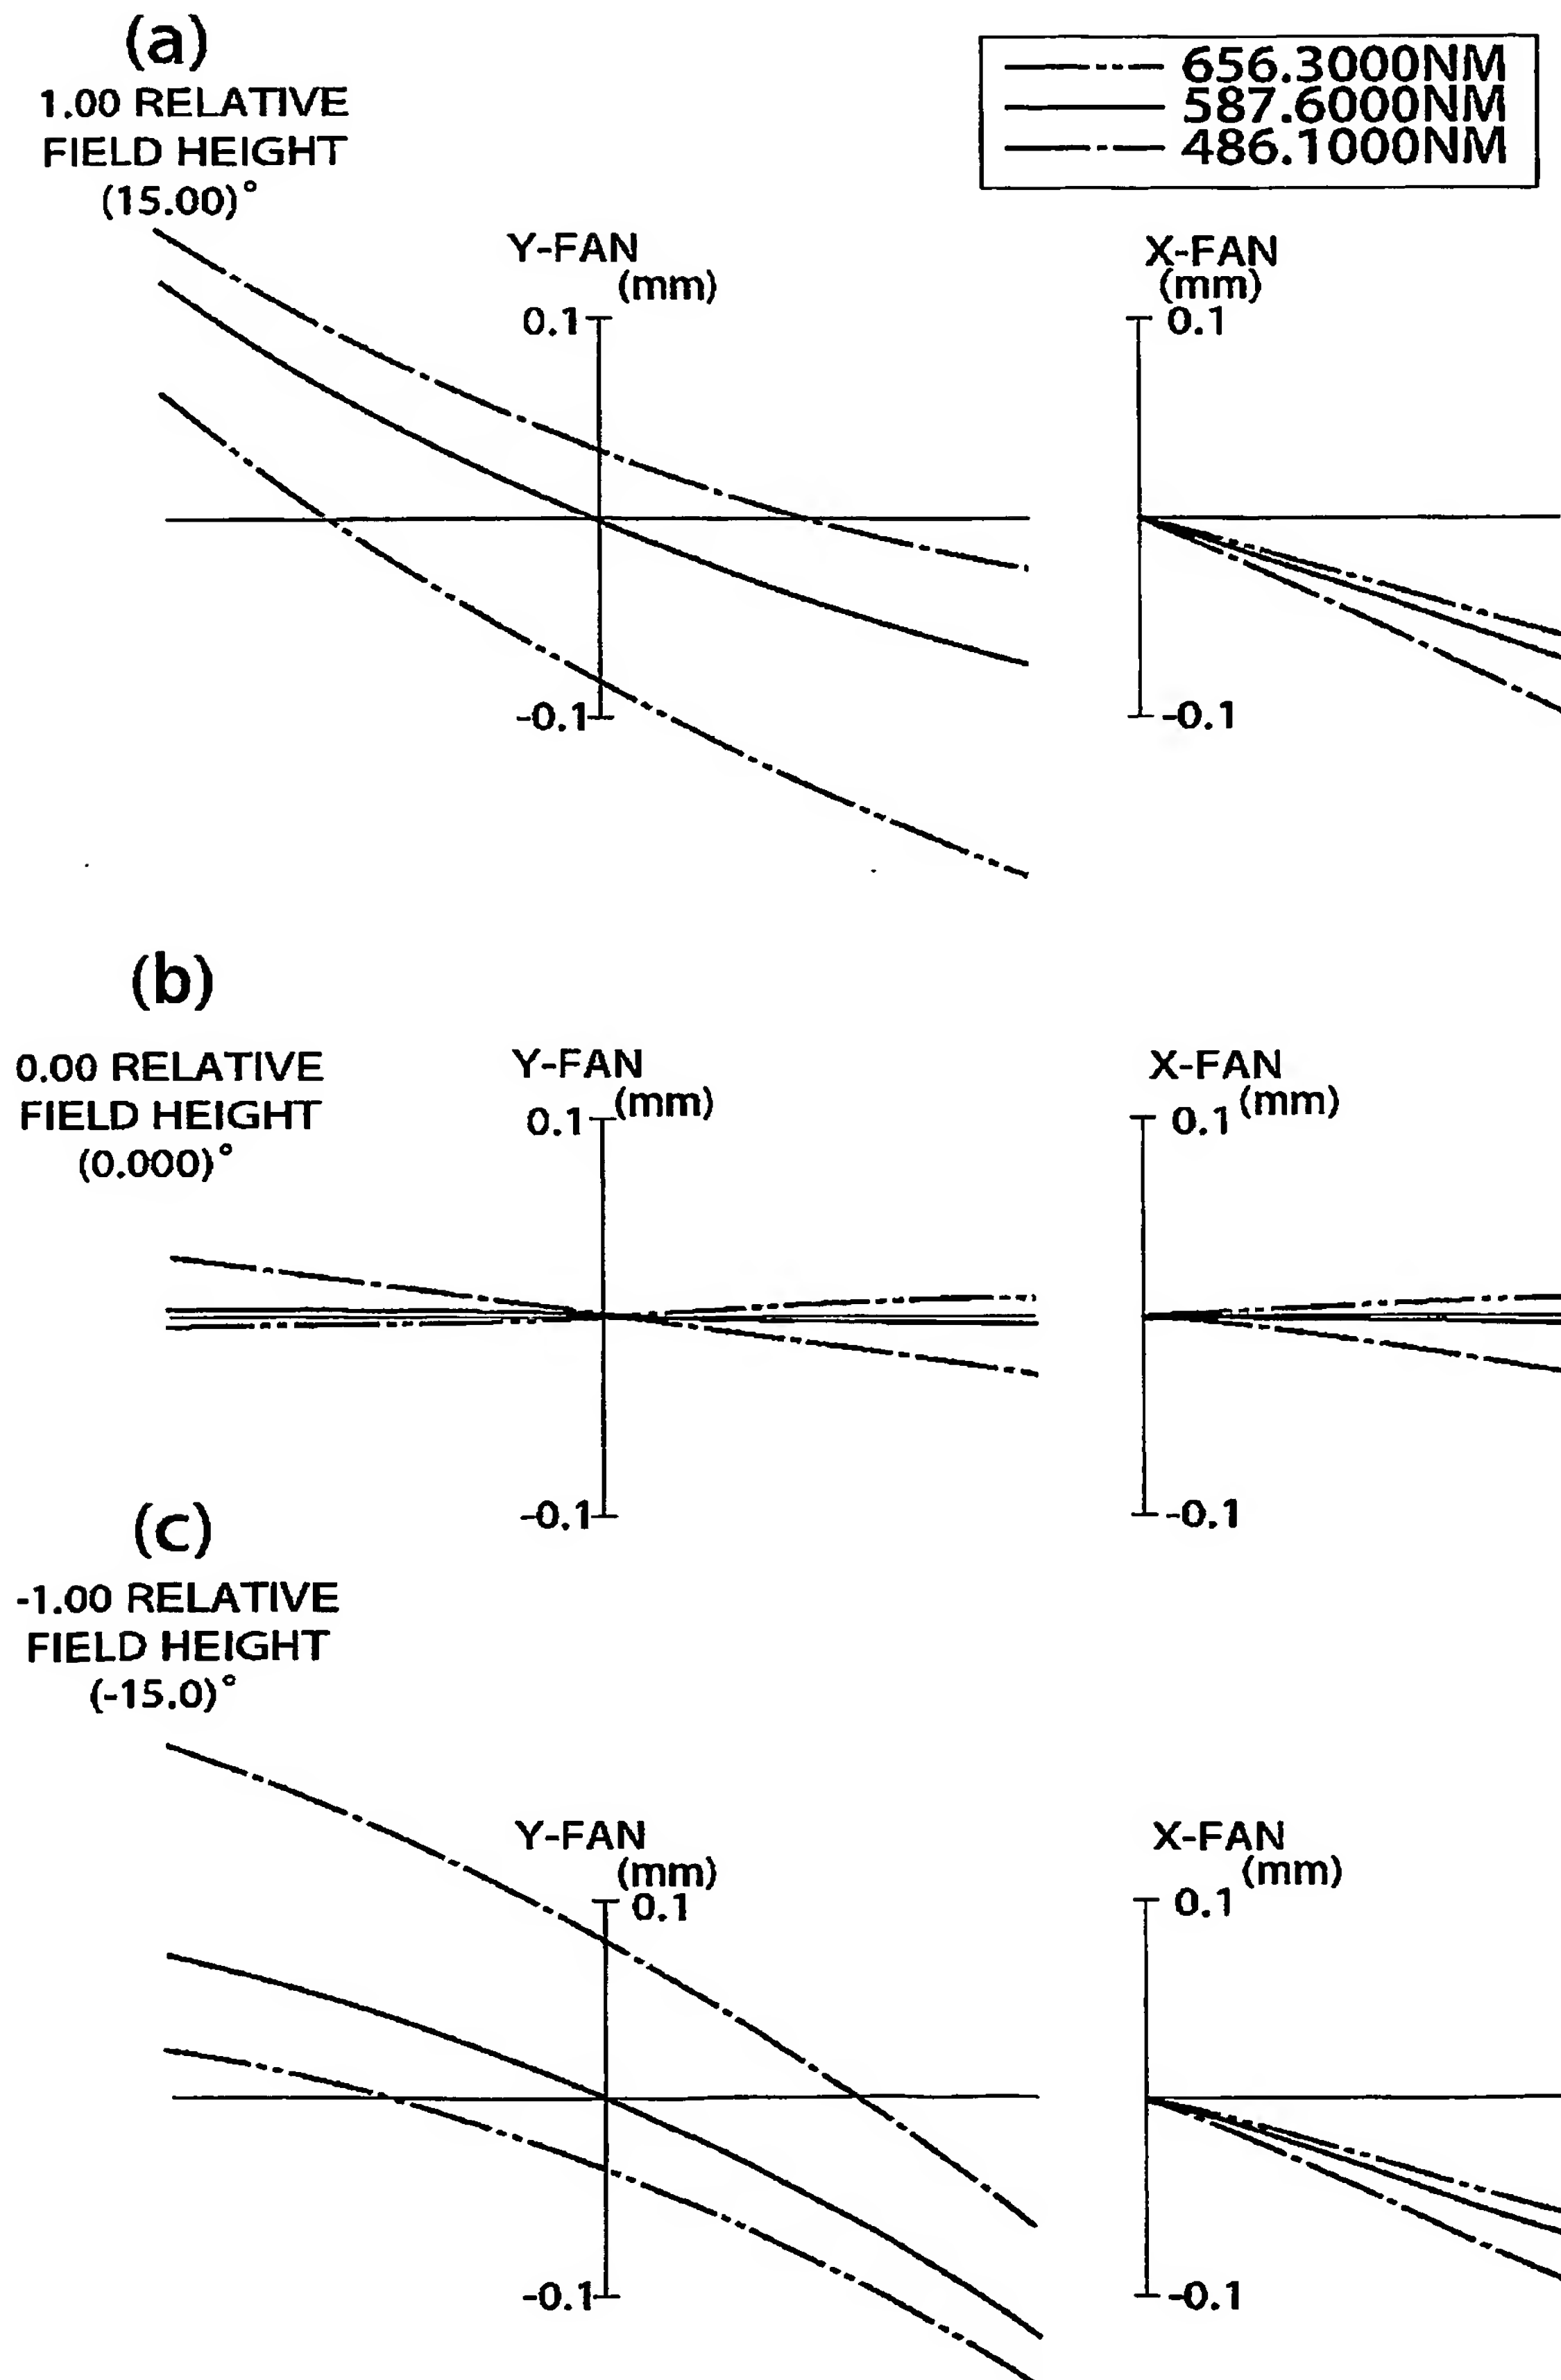 (a)
1.00 RELATIVE
FIELD HEIGHT
(15.00)°
656.3000NM
587.6000NM
486.1000NM
Y-FAN
(mm)
0.1
-0.1
X-FAN
(mm)
0.1
-0.1
(b)
0.00 RELATIVE
FIELD HEIGHT
(0.000)°
Y-FAN
(mm)
0.1
-0.1
X-FAN
(mm)
0.1
-0.1
(c)
-1.00 RELATIVE
FIELD HEIGHT
(-15.0)°
Y-FAN
(mm)
0.1
-0.1
X-FAN
(mm)
0.1
-0.1